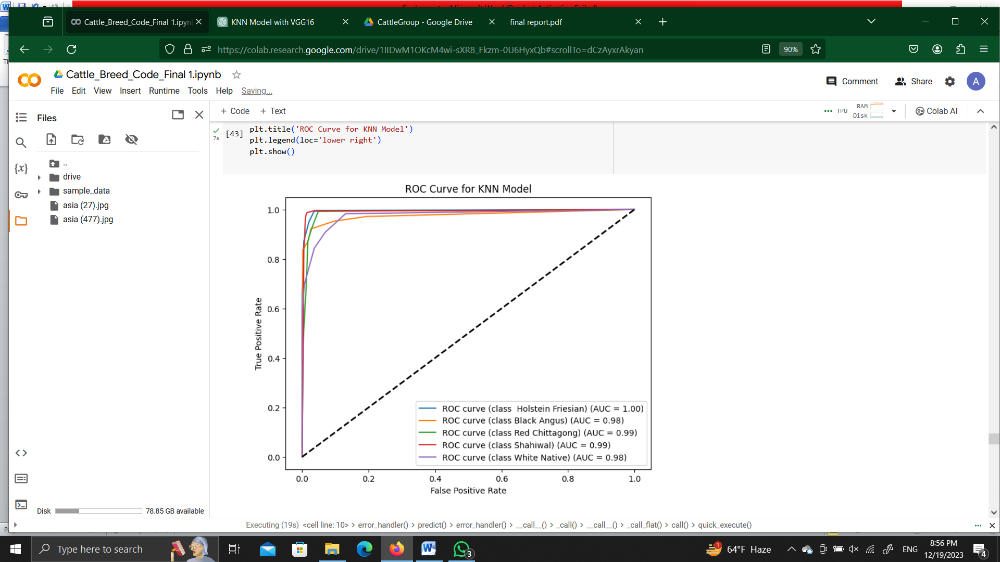 Cattle_Breed_Code_Final 1.ipyn
KNN Model with VGG16
CattleGroup - Google Drive
final report.pdf
https://colab.research.google.com/drive/1IIDwM1OKcM4wi-sXR8_Fkzm-0U6HyxQb#scrollTo=dCzAyxrAkyan
90%
Cattle_Breed_Code_Final 1.ipynb
File Edit View Insert Runtime Tools Help Saving...
Comment
Share
A
Files
+ Code + Text
TPU
RAM
Disk
Colab AI
..
drive
sample_data
asia (27).jpg
asia (477).jpg
Disk
78.85 GB available
7s
[43]
plt.title('ROC Curve for KNN Model')
plt.legend(loc='lower right')
plt.show()
ROC Curve for KNN Model
1.0
0.8
0.6
0.4
0.2
0.0
True Positive Rate
ROC curve (class  Holstein Friesian) (AUC = 1.00)
ROC curve (class Black Angus) (AUC = 0.98)
ROC curve (class Red Chittagong) (AUC = 0.99)
ROC curve (class Shahiwal) (AUC = 0.99)
ROC curve (class White Native) (AUC = 0.98)
0.0 0.2 0.4 0.6 0.8 1.0
False Positive Rate
Executing (19s) <cell line: 10> > error_handler() > predict() > error_handler() > __call__() > _call() > __call__() > _call_flat() > call() > quick_execute()
Type here to search
3
1
64°F Haze
ENG
8:56 PM
12/19/2023
4